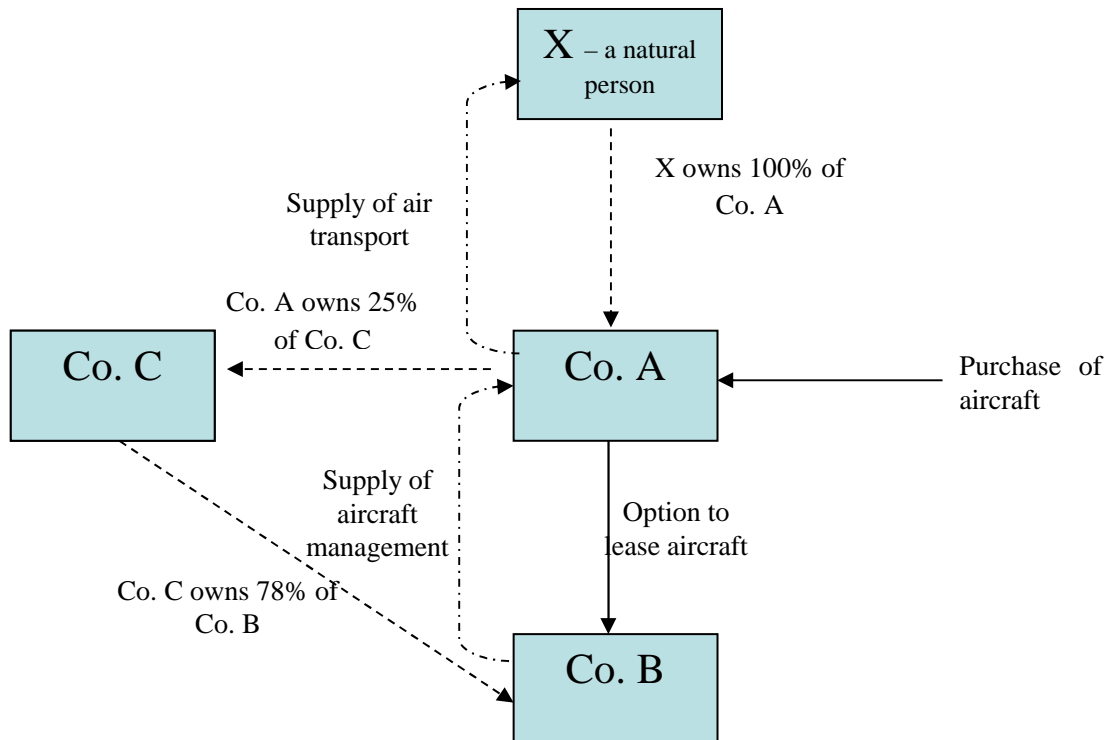 X – a natural
person
X owns 100% of
Co. A
Supply of air
transport
Co. A owns 25%
of Co. C
Co. C
Co. A
Purchase of
aircraft
Supply of
aircraft
management
Option to
lease aircraft
Co. C owns 78% of
Co. B
Co. B